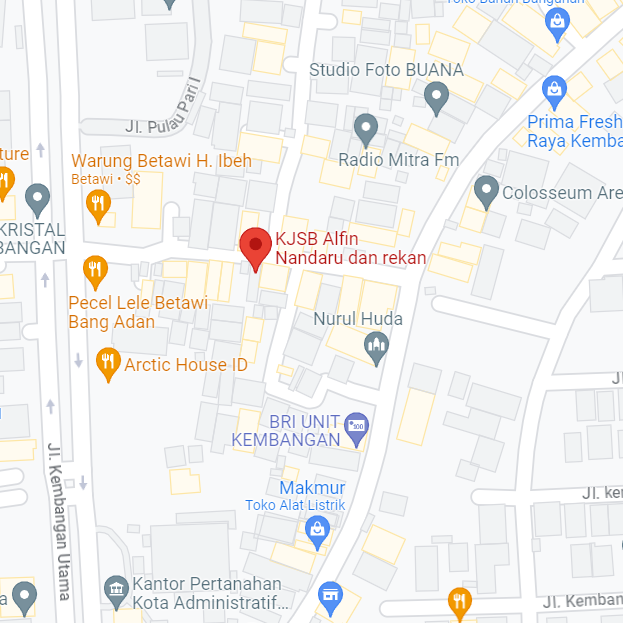 Toko Bahan Bangunan
Studio Foto BUANA
Jl. Pulau Pari I
Prima Fresh
Raya Kemba
Radio Mitra Fm
ture
Warung Betawi H. Ibeh
Betawi • $$
Colosseum Are
KRISTAL
BANGAN
KJSB Alfin
Nandaru dan rekan
Pecel Lele Betawi
Bang Adan
Nurul Huda
Arctic House ID
Jl.
BRI UNIT
KEMBANGAN
Jl. Kembangan Utama
Makmur
Toko Alat Listrik
Jl. ke
Kantor Pertanahan
Kota Administratif...
a
Jl. Kemban